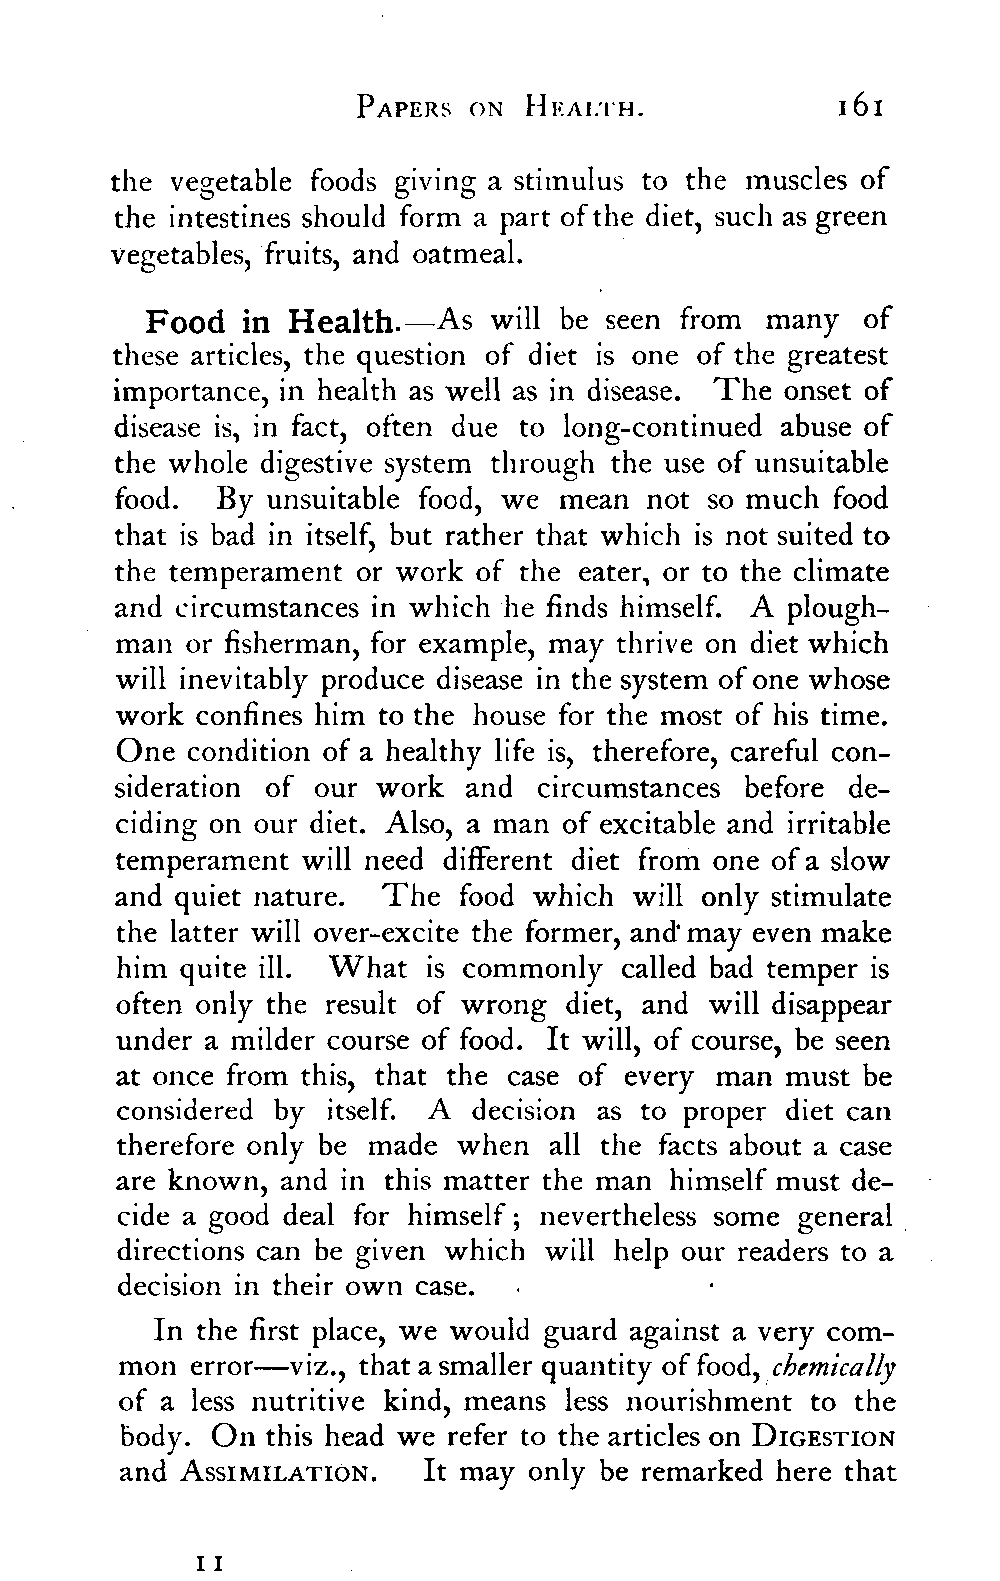 PAPERS ON HEALTH. 161
the vegetable foods giving a stimulus to the muscles of
the intestines should form a part of the diet, such as green
vegetables, fruits, and oatmeal.
Food in Health.—As will be seen from many of
these articles, the question of diet is one of the greatest
importance, in health as well as in disease. The onset of
disease is, in fact, often due to long-continued abuse of
the whole digestive system through the use of unsuitable
food. By unsuitable food, we mean not so much food
that is bad in itself, but rather that which is not suited to
the temperament or work of the eater, or to the climate
and circumstances in which he finds himself. A plough-
man or fisherman, for example, may thrive on diet which
will inevitably produce disease in the system of one whose
work confines him to the house for the most of his time.
One condition of a healthy life is, therefore, careful con-
sideration of our work and circumstances before de-
ciding on our diet. Also, a man of excitable and irritable
temperament will need different diet from one of a slow
and quiet nature. The food which will only stimulate
the latter will over-excite the former, and may even make
him quite ill. What is commonly called bad temper is
often only the result of wrong diet, and will disappear
under a milder course of food. It will, of course, be seen
at once from this, that the case of every man must be
considered by itself. A decision as to proper diet can
therefore only be made when all the facts about a case
are known, and in this matter the man himself must de-
cide a good deal for himself; nevertheless some general
directions can be given which will help our readers to a
decision in their own case.
In the first place, we would guard against a very com-
mon error—viz., that a smaller quantity of food, chemically
of a less nutritive kind, means less nourishment to the
body. On this head we refer to the articles on DIGESTION
and ASSIMILATION. It may only be remarked here that
11